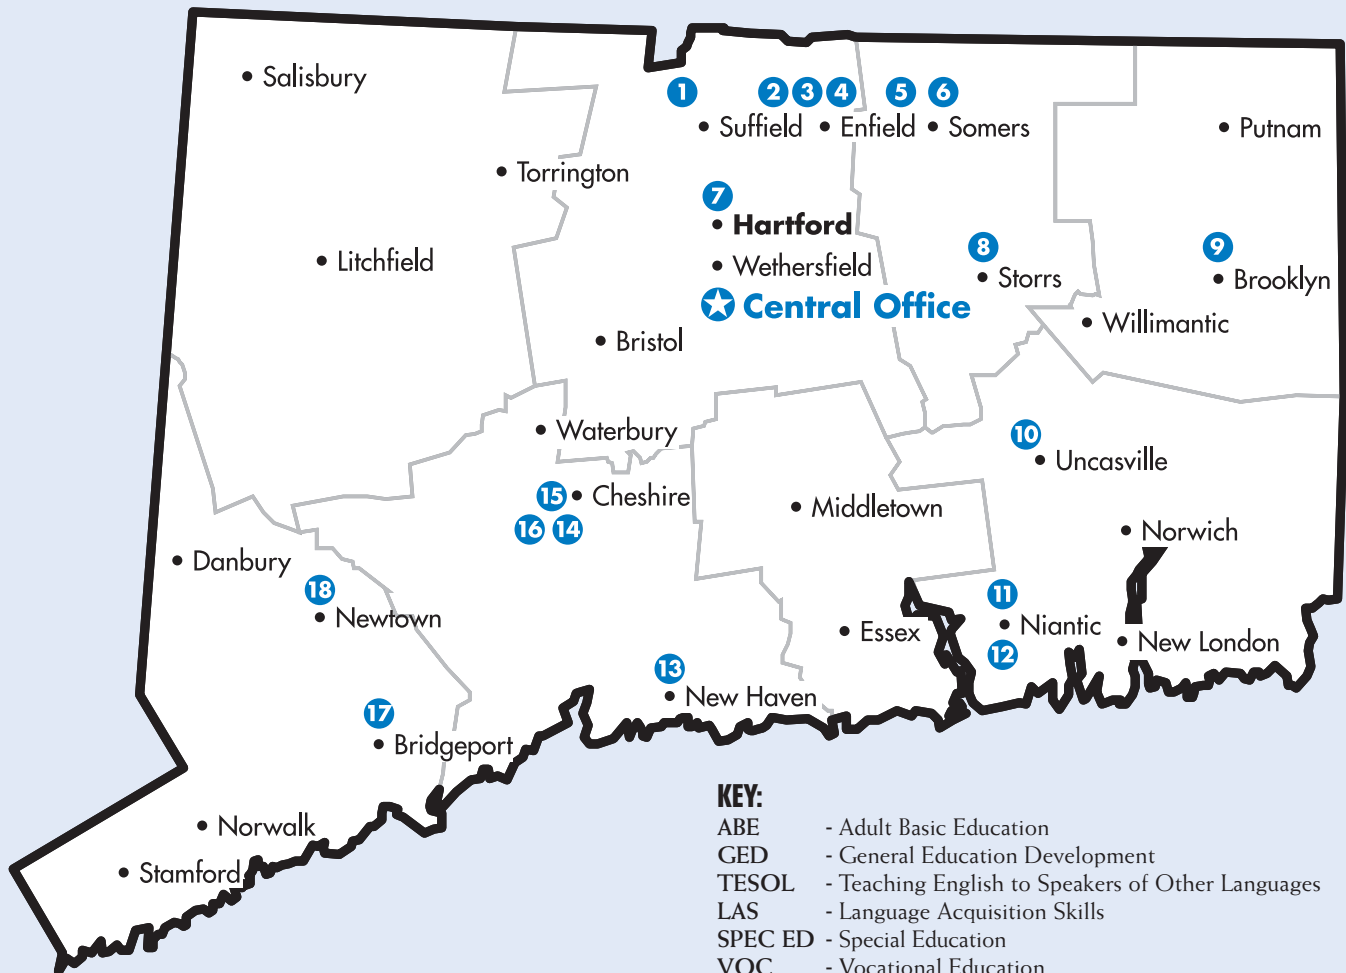 Salisbury
1 2 3 4 5 6
Suffield Enfield Somers Putnam
Torrington
7
Hartford
8 9
Litchfield Wethersfield Storrs Brooklyn
Central Office
Willimantic
Bristol
Waterbury
10
Uncasville
15 Cheshire
Middletown
16 14
Norwich
Danbury
18 11
Newtown Niantic
Essex
New London
12
13
New Haven
17
Bridgeport
Norwalk
Stamford
KEY:
ABE - Adult Basic Education
GED - General Education Development
TESOL - Teaching English to Speakers of Other Languages
LAS - Language Acquisition Skills
SPEC ED - Special Education
VOC - Vocational Education